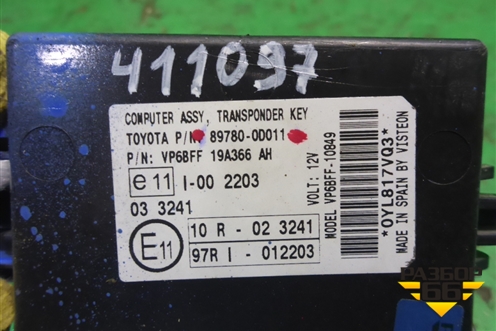 411097
COMPUTER ASSY, TRANSPONDER KEY
TOYOTA P/N 89780-0D011
P/N: VP6BFF 19A366 AH
e11 I-00 2203
03 3241
E11
10 R - 02 3241
97R I - 012203
VOLT. 12V
MODEL VP6BFF-10849
*0YL817VQ3*
MADE IN SPAIN BY VISTEON
РАЗБОР
66